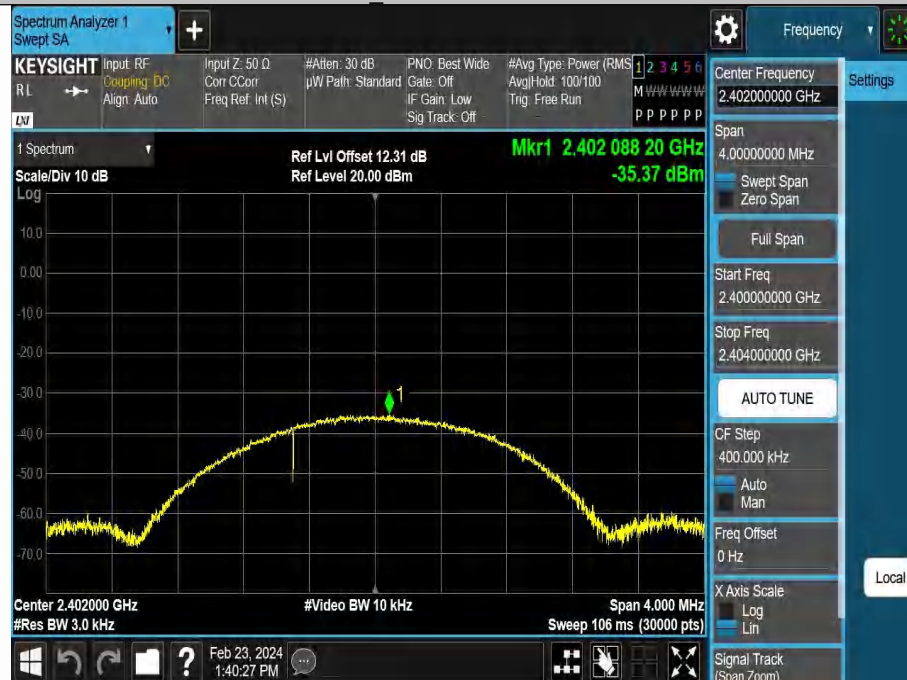 Spectrum Analyzer 1
Swept SA
+
Frequency
KEYSIGHT
RL
LXI
Input: RF
Coupling: DC
Align: Auto
Input Z: 50 Ω
Corr CCorr
Freq Ref: Int (S)
#Atten: 30 dB
µW Path: Standard
PNO: Best Wide
Gate: Off
IF Gain: Low
Sig Track: Off
#Avg Type: Power (RMS
Avg|Hold: 100/100
Trig: Free Run
1 2 3 4 5 6
M W W W W W
P P P P P P
1 Spectrum
Scale/Div 10 dB
Log
Ref Lvl Offset 12.31 dB
Ref Level 20.00 dBm
Mkr1 2.402 088 20 GHz
-35.37 dBm
10.0
0.00
-10.0
-20.0
-30.0
-40.0
-50.0
-60.0
-70.0
1
Center 2.402000 GHz
#Res BW 3.0 kHz
#Video BW 10 kHz
Span 4.000 MHz
Sweep 106 ms (30000 pts)
?
Feb 23, 2024
1:40:27 PM
Center Frequency
2.402000000 GHz
Settings
Span
4.00000000 MHz
Swept Span
Zero Span
Full Span
Start Freq
2.400000000 GHz
Stop Freq
2.404000000 GHz
AUTO TUNE
CF Step
400.000 kHz
Auto
Man
Freq Offset
0 Hz
X Axis Scale
Log
Lin
Local
Signal Track
(Span Zoom)